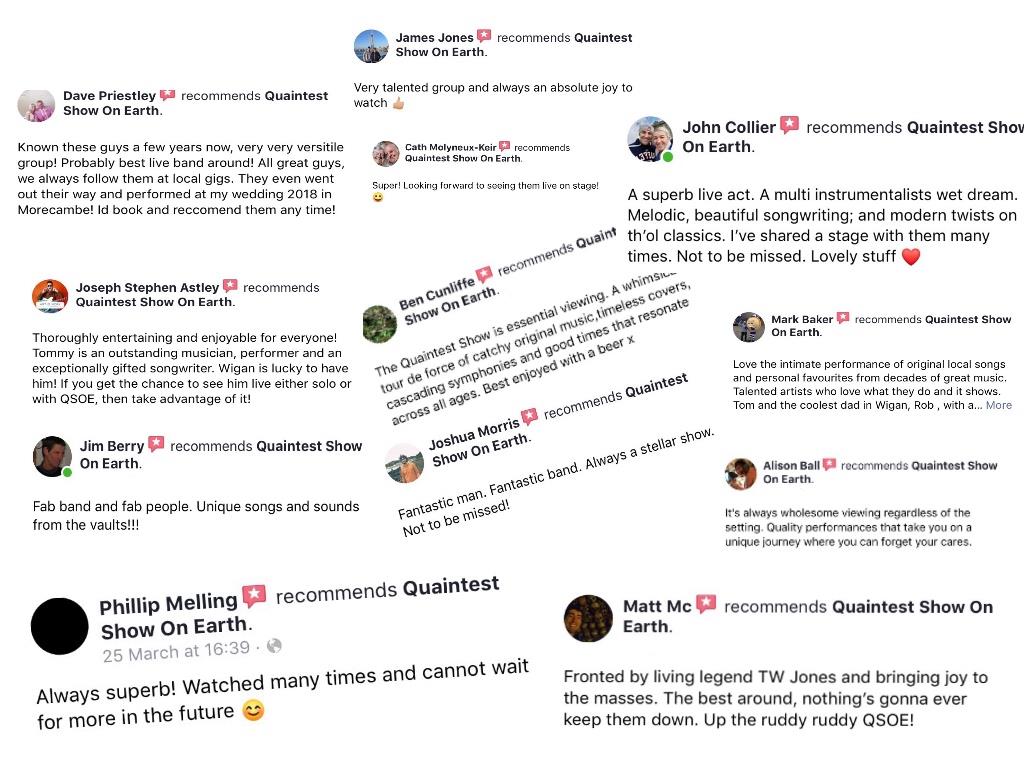 James Jones recommends Quaintest
Show On Earth.
Very talented group and always an absolute joy to
watch 👍🏼
Dave Priestley recommends Quaintest
Show On Earth.
Known these guys a few years now, very very versitile
group! Probably best live band around! All great guys,
we always follow them at local gigs. They even went
out their way and performed at my wedding 2018 in
Morecambe! Id book and reccomend them any time!
Cath Molyneux-Keir recommends
Quaintest Show On Earth.
Super! Looking forward to seeing them live on stage!
😀
John Collier recommends Quaintest Show
On Earth.
A superb live act. A multi instrumentalists wet dream.
Melodic, beautiful songwriting; and modern twists on
th'ol classics. I've shared a stage with them many
times. Not to be missed. Lovely stuff ♥️
Joseph Stephen Astley recommends
Quaintest Show On Earth.
Thoroughly entertaining and enjoyable for everyone!
Tommy is an outstanding musician, performer and an
exceptionally gifted songwriter. Wigan is lucky to have
him! If you get the chance to see him live either solo or
with QSOE, then take advantage of it!
Ben Cunliffe recommends Quaint
Show On Earth.
The Quaintest Show is essential viewing. A whimsical
tour de force of catchy original music,timeless covers,
cascading symphonies and good times that resonate
across all ages. Best enjoyed with a beer x
Mark Baker recommends Quaintest Show
On Earth.
Love the intimate performance of original local songs
and personal favourites from decades of great music.
Talented artists who love what they do and it shows.
Tom and the coolest dad in Wigan, Rob , with a... More
Jim Berry recommends Quaintest Show
On Earth.
Fab band and fab people. Unique songs and sounds
from the vaults!!!
Joshua Morris recommends Quaintest
Show On Earth.
Fantastic man. Fantastic band. Always a stellar show.
Not to be missed!
Alison Ball recommends Quaintest Show
On Earth.
It's always wholesome viewing regardless of the
setting. Quality performances that take you on a
unique journey where you can forget your cares.
Phillip Melling recommends Quaintest
Show On Earth.
25 March at 16:39 ·
Always superb! Watched many times and cannot wait
for more in the future 😊
Matt Mc recommends Quaintest Show On
Earth.
Fronted by living legend TW Jones and bringing joy to
the masses. The best around, nothing's gonna ever
keep them down. Up the ruddy ruddy QSOE!